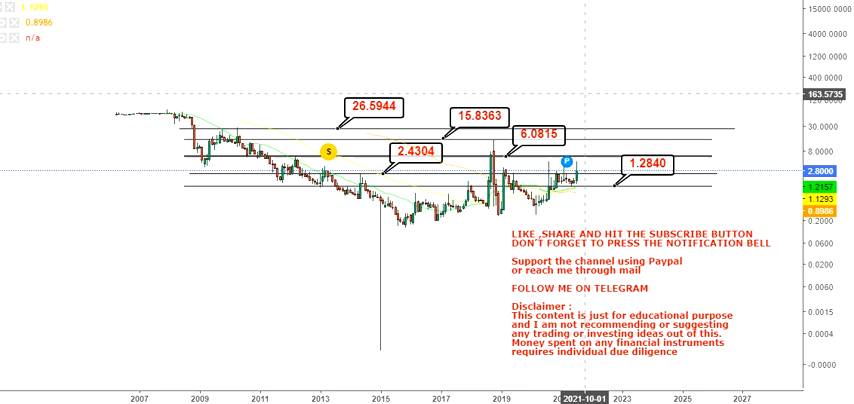 1.1293
0.8986
n/a
26.5944
15.8363
6.0815
2.4304
1.2840
S
P
15000.0000
4000.0000
1200.0000
400.0000
163.5735
30.0000
8.0000
2.8000
1.2157
1.1293
0.8986
0.2000
0.0600
0.0200
0.0060
0.0015
0.0004
-0.0000
LIKE ,SHARE AND HIT THE SUBSCRIBE BUTTON
DON´T FORGET TO PRESS THE NOTIFICATION BELL
Support the channel using Paypal
or reach me through mail
FOLLOW ME ON TELEGRAM
Disclaimer :
This content is just for educational purpose
and I am not recommending or suggesting
any trading or investing ideas out of this.
Money spent on any financial instruments
requires individual due diligence
2007
2009
2011
2013
2015
2017
2019
2021-10-01
2023
2025
2027